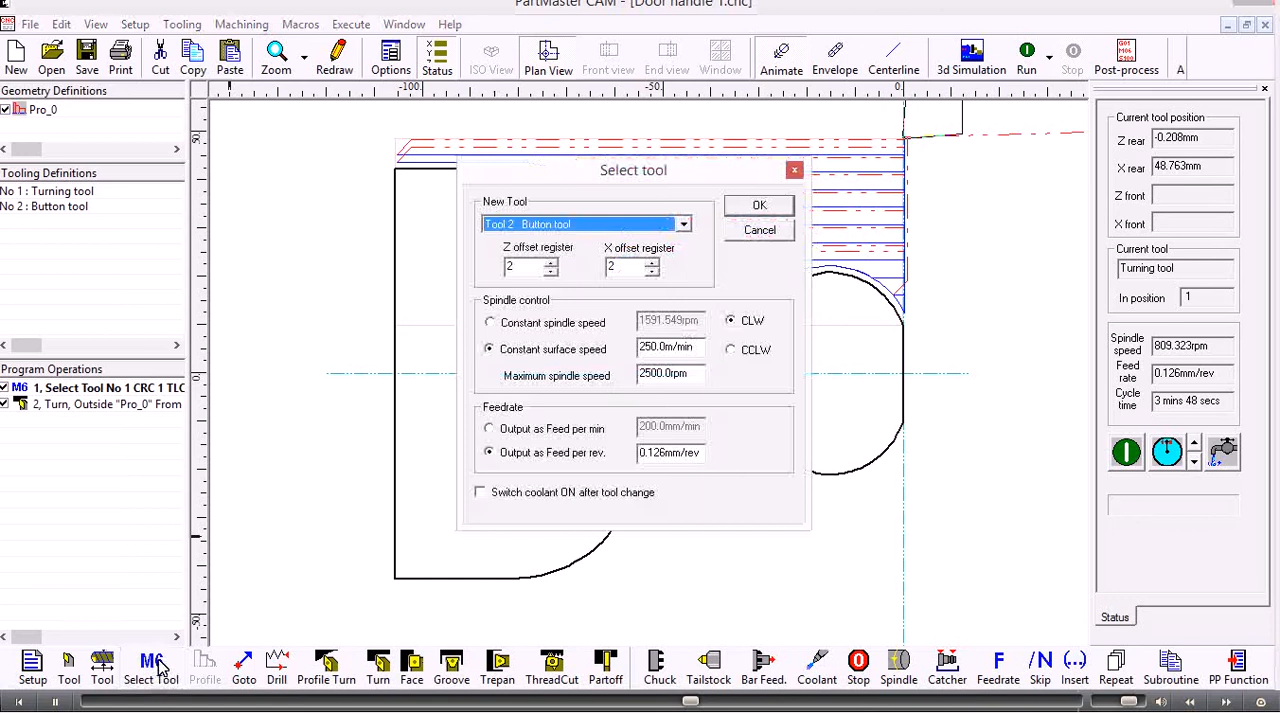 PartMaster CAM - [Door handle 1.cnc]
File Edit View Setup Tooling Machining Macros Execute Window Help
New Open Save Print Cut Copy Paste Zoom Redraw Options Status ISO View Plan View Front view End view Window Animate Envelope Centerline 3d Simulation Run Stop Post-process A
Geometry Definitions
Pro_0
Tooling Definitions
No 1 : Turning tool
No 2 : Button tool
Program Operations
M6 1, Select Tool No 1 CRC 1 TLC
2, Turn, Outside "Pro_0" From
-100 -50 0
50
0
-50
Select tool
New Tool
Tool 2 Button tool
OK
Cancel
Z offset register X offset register
2 2
Spindle control
Constant spindle speed 1591.549rpm CLW
Constant surface speed 250.0m/min CCLW
Maximum spindle speed 2500.0rpm
Feedrate
Output as Feed per min 200.0mm/min
Output as Feed per rev. 0.126mm/rev
Switch coolant ON after tool change
Current tool position
Z rear -0.208mm
X rear 48.763mm
Z front
X front
Current tool
Turning tool
In position 1
Spindle speed 809.323rpm
Feed rate 0.126mm/rev
Cycle time 3 mins 48 secs
Status
M6 F /N (...)
Setup Tool Tool Select Tool Profile Goto Drill Profile Turn Turn Face Groove Trepan ThreadCut Partoff Chuck Tailstock Bar Feed. Coolant Stop Spindle Catcher Feedrate Skip Insert Repeat Subroutine PP Function